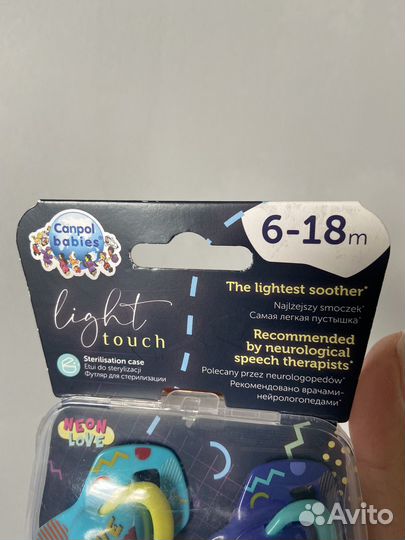 Canpol
babies
6-18m
light
touch
The lightest soother*
Najlżejszy smoczek*
Самая легкая пустышка*
Recommended
by neurological
speech therapists*
Polecany przez neurologopedów*
Рекомендовано врачами-
нейрологопедами*
Sterilisation case
Etui do sterylizacji
Футляр для стерилизации
NEON
LOVE
Avito